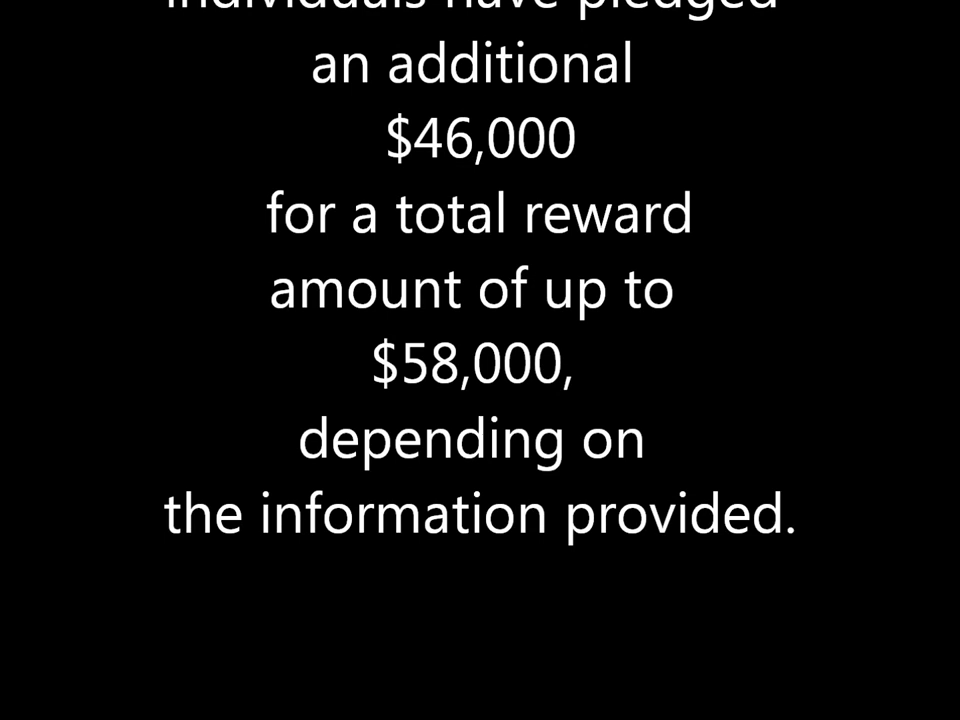 individuals have pledged
an additional
$46,000
for a total reward
amount of up to
$58,000,
depending on
the information provided.